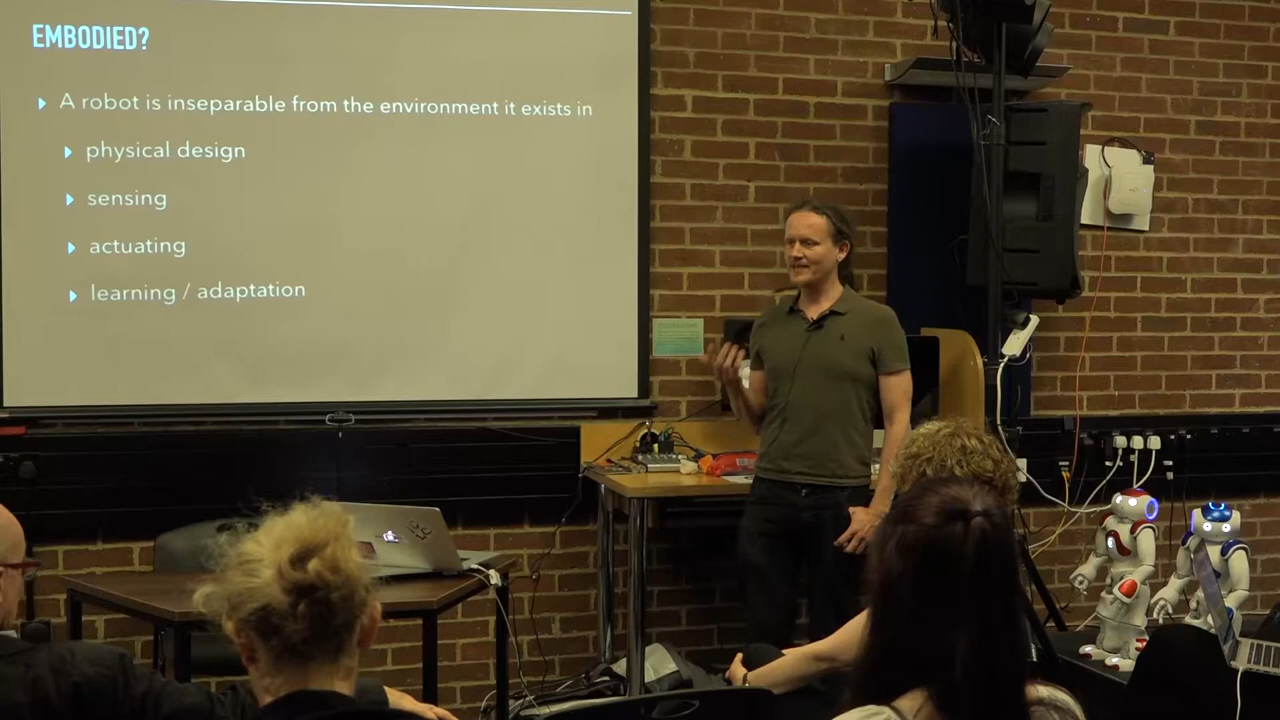 EMBODIED?
A robot is inseparable from the environment it exists in
physical design
sensing
actuating
learning / adaptation